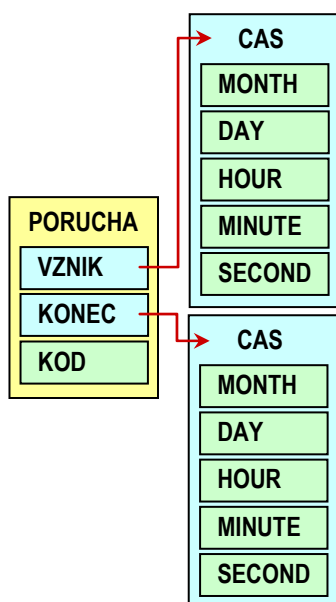 PORUCHA
VZNIK
KONEC
KOD
CAS
MONTH
DAY
HOUR
MINUTE
SECOND
CAS
MONTH
DAY
HOUR
MINUTE
SECOND